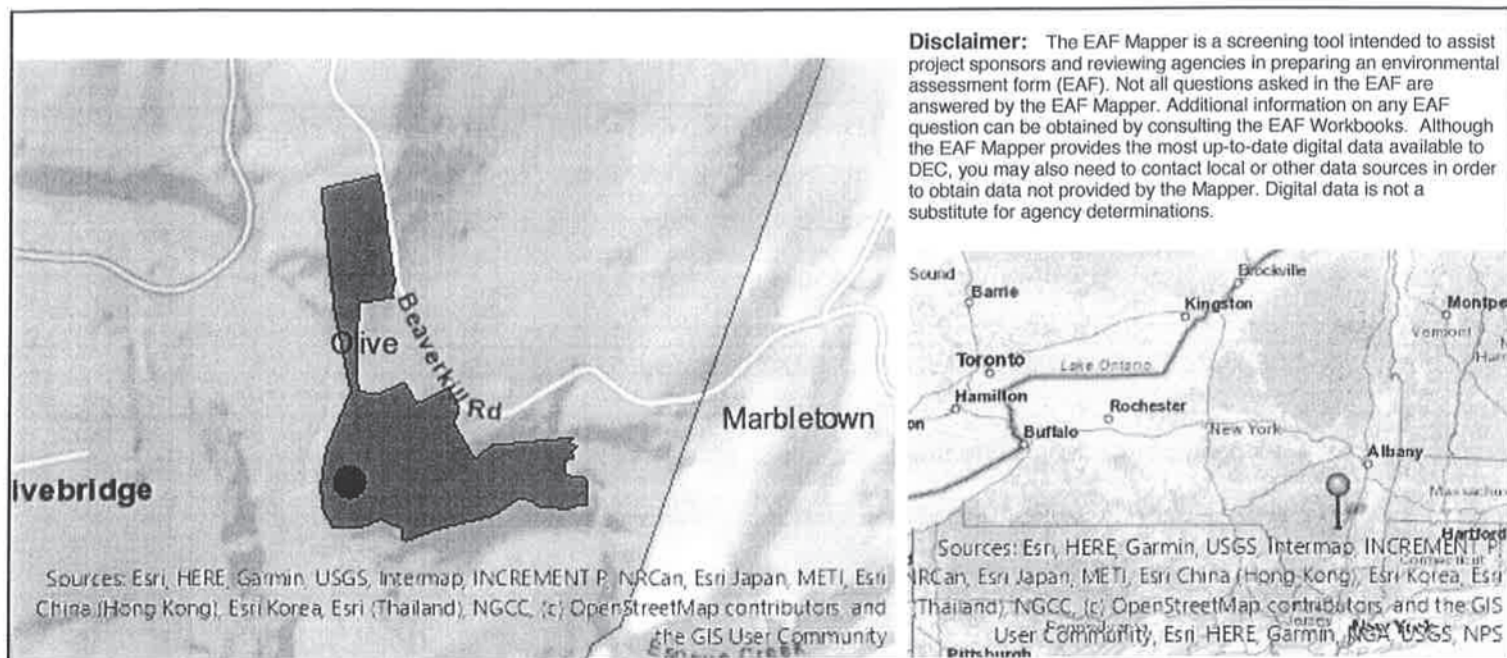 Disclaimer: The EAF Mapper is a screening tool intended to assist
project sponsors and reviewing agencies in preparing an environmental
assessment form (EAF). Not all questions asked in the EAF are
answered by the EAF Mapper. Additional information on any EAF
question can be obtained by consulting the EAF Workbooks. Although
the EAF Mapper provides the most up-to-date digital data available to
DEC, you may also need to contact local or other data sources in order
to obtain data not provided by the Mapper. Digital data is not a
substitute for agency determinations.
Olive
Beaverkill Rd
Marbletown
ivebridge
Sources: Esri, HERE, Garmin, USGS, Intermap, INCREMENT P, NRCan, Esri Japan, METI, Esri
China (Hong Kong), Esri Korea, Esri (Thailand), NGCC, (c) OpenStreetMap contributors, and
the GIS User Community
Sound
Barrie
Brockville
Kingston
Montpe
Vermont
Toronto
Lake Ontario
Hamilton
on
Rochester
Buffalo
New York
Albany
Massachu
Hartford
Connecticut
Sources: Esri, HERE, Garmin, USGS, Intermap, INCREMENT P,
NRCan, Esri Japan, METI, Esri China (Hong Kong), Esri Korea, Esri
(Thailand), NGCC, (c) OpenStreetMap contributors, and the GIS
User Community, Esri, HERE, Garmin, NGA, USGS, NPS
New York
Pittsburgh